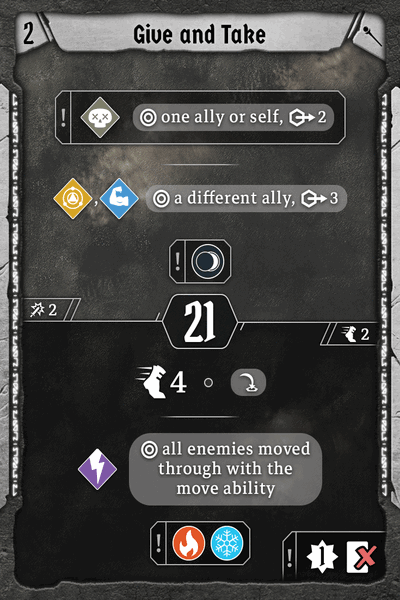 2
Give and Take
! one ally or self, 2
, a different ally, 3
!
2
21
2
4
all enemies moved
through with the
move ability
!
! 1